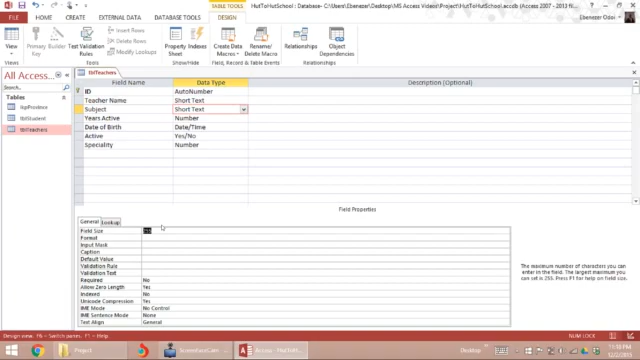 TABLE TOOLS
HutToHutSchool : Database- C:\Users\Ebenezer\Desktop\MS Access Videos\Project\HutToHutSchool.accdb (Access 2007 - 2013 fi
FILE HOME CREATE EXTERNAL DATA DATABASE TOOLS DESIGN
View
Primary Key
Builder
Test Validation Rules
Insert Rows
Delete Rows
Modify Lookups
Property Sheet
Indexes
Create Data Macros
Rename/Delete Macro
Relationships
Object Dependencies
Views
Tools
Show/Hide
Field, Record & Table Events
Relationships
All Access...
Search...
Tables
tblStudent
tblTeachers
tblTeachers
Field Name Data Type Description (Optional)
ID AutoNumber
Teacher Name Short Text
Subject Short Text
Years Active Number
Date of Birth Date/Time
Active Yes/No
Speciality Number
Field Properties
General Lookup
Field Size 255
Format
Input Mask
Caption
Default Value
Validation Rule
Validation Text
Required No
Allow Zero Length Yes
Indexed No
Unicode Compression Yes
IME Mode No Control
IME Sentence Mode None
Text Align General
The maximum number of characters you can enter in the field. The largest maximum you can set is 255. Press F1 for help on field size.
Design view. F6 = Switch panes. F1 = Help.
NUM LOCK
Project
Access - HutToHut...
Desktop